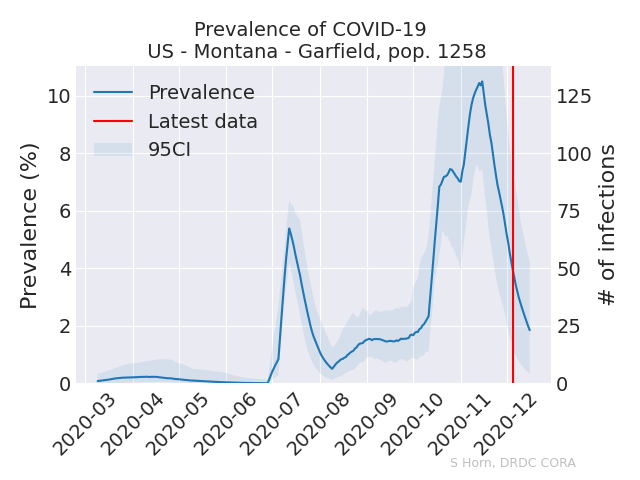 Prevalence of COVID-19
US - Montana - Garfield, pop. 1258
Prevalence
Latest data
95CI
Prevalence (%)
10
8
6
4
2
0
# of infections
125
100
75
50
25
0
2020-03
2020-04
2020-05
2020-06
2020-07
2020-08
2020-09
2020-10
2020-11
2020-12
S Horn, DRDC CORA